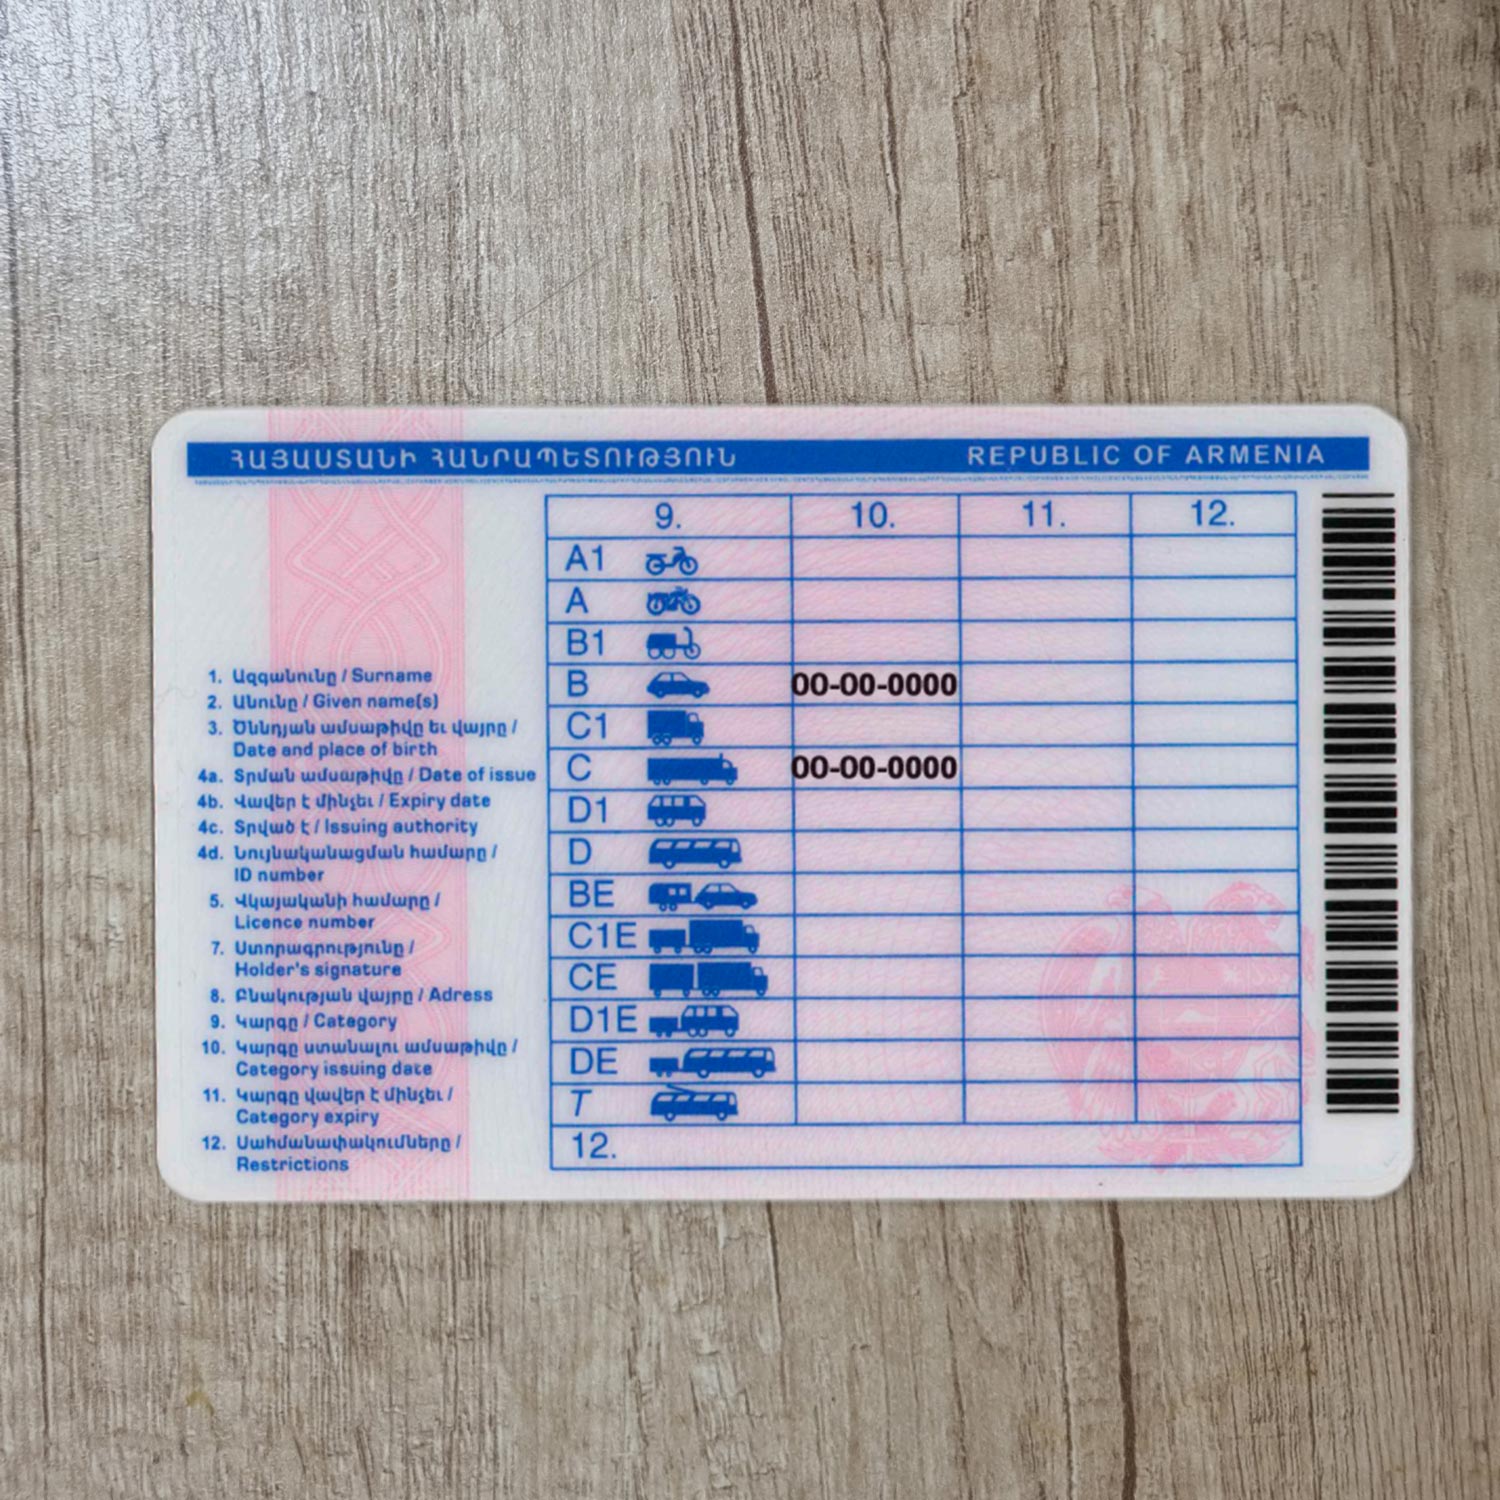 ՀԱՅԱՍՏԱՆԻ ՀԱՆՐԱՊԵՏՈՒԹՅՈՒՆ REPUBLIC OF ARMENIA
1. Ազգանունը / Surname
2. Անունը / Given name(s)
3. Ծննդյան ամսաթիվը եւ վայրը /
Date and place of birth
4a. Տրման ամսաթիվը / Date of issue
4b. Վավեր է մինչեւ / Expiry date
4c. Տրված է / Issuing authority
4d. Նույնականացման համարը /
ID number
5. Վկայականի համարը /
Licence number
7. Ստորագրությունը /
Holder's signature
8. Բնակության վայրը / Adress
9. Կարգը / Category
10. Կարգը ստանալու ամսաթիվը /
Category issuing date
11. Կարգը վավեր է մինչեւ /
Category expiry
12. Սահմանափակումները /
Restrictions
9. 10. 11. 12.
A1
A
B1
B 00-00-0000
C1
C 00-00-0000
D1
D
BE
C1E
CE
D1E
DE
T
12.